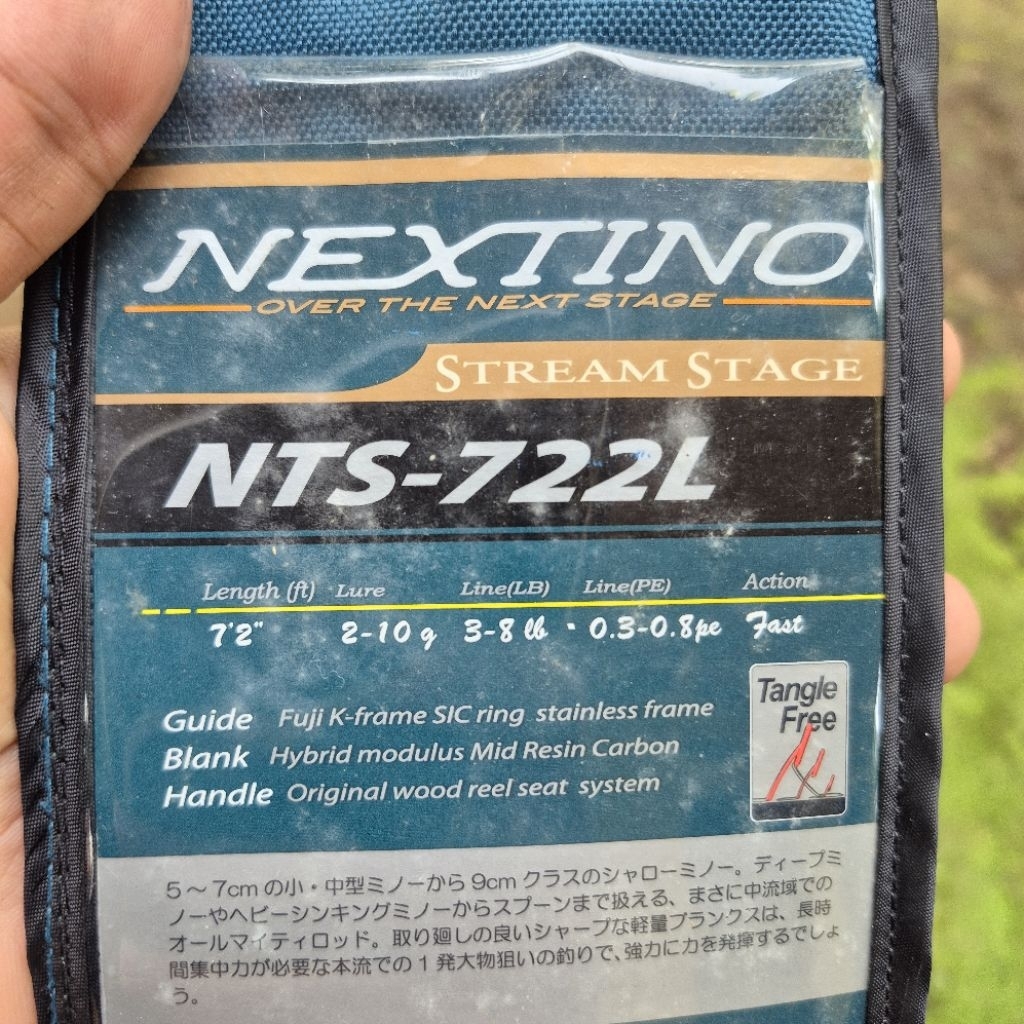 NEXTINO
OVER THE NEXT STAGE
STREAM STAGE
NTS-722L
Length (ft) Lure Line(LB) Line(PE) Action
7'2" 2-10 g 3-8 lb · 0.3-0.8pe Fast
Guide Fuji K-frame SIC ring stainless frame
Blank Hybrid modulus Mid Resin Carbon
Handle Original wood reel seat system
Tangle
Free
5～7cmの小・中型ミノーから9cmクラスのシャローミノー。ディープミ
ノーやヘビーシンキングミノーからスプーンまで扱える、まさに中流域での
オールマイティロッド。取り廻しの良いシャープな軽量ブランクスは、長時
間集中力が必要な本流での1発大物狙いの釣りで、強力に力を発揮するでしょ
う。